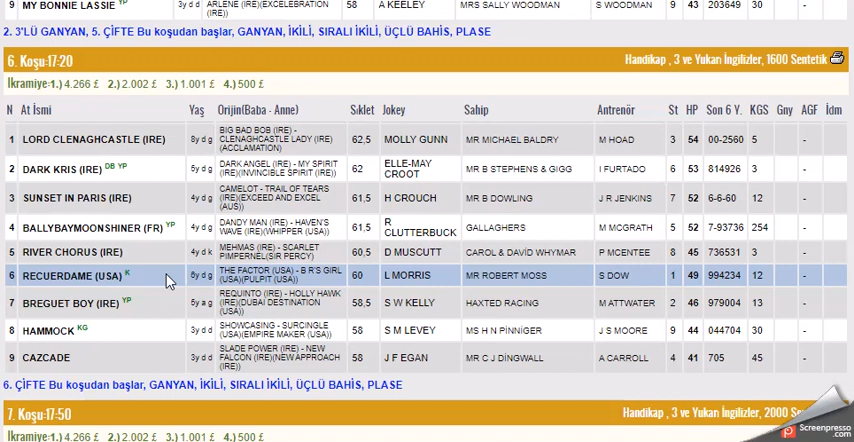 9 MY BONNIE LASSIE YP 3y d d ARLENE (IRE)(EXCELEBRATION (IRE)) 58 A KEELEY MRS SALLY WOODMAN S WOODMAN 9 43 203649 30 -
2. 3'LÜ GANYAN, 5. ÇİFTE Bu koşudan başlar, GANYAN, İKİLİ, SIRALI İKİLİ, ÜÇLÜ BAHİS, PLASE
6. Koşu:17:20 Handikap , 3 ve Yukarı İngilizler, 1600 Sentetik
İkramiye:1.) 4.266 £ 2.) 2.002 £ 3.) 1.001 £ 4.) 500 £
N At İsmi Yaş Orijin(Baba - Anne) Sıklet Jokey Sahip Antrenör St HP Son 6 Y. KGS Gny AGF İdm
1 LORD CLENAGHCASTLE (IRE) 8y d g BIG BAD BOB (IRE) - CLENAGHCASTLE LADY (IRE)(ACCLAMATION) 62,5 MOLLY GUNN MR MICHAEL BALDRY M HOAD 3 54 00-2560 5 -
2 DARK KRIS (IRE) DB YP 5y d g DARK ANGEL (IRE) - MY SPIRIT (IRE)(INVINCIBLE SPIRIT (IRE)) 62 ELLE-MAY CROOT MR B STEPHENS & GIGG I FURTADO 6 53 814926 3 -
3 SUNSET IN PARIS (IRE) 4y d g CAMELOT - TRAIL OF TEARS (IRE)(EXCEED AND EXCEL (AUS)) 61,5 H CROUCH MR B DOWLING J R JENKINS 7 52 6-6-60 12 -
4 BALLYBAYMOONSHINER (FR) YP 4y d g DANDY MAN (IRE) - HAVEN'S WAVE (IRE)(WHIPPER (USA)) 61,5 R CLUTTERBUCK GALLAGHERS M MCGRATH 5 52 7-93736 254 -
5 RIVER CHORUS (IRE) 4y d k MEHMAS (IRE) - SCARLET PIMPERNEL(SIR PERCY) 60,5 D MUSCUTT CAROL & DAVİD WHYMAR P MCENTEE 8 45 736531 3 -
6 RECUERDAME (USA) K 6y d g THE FACTOR (USA) - B R'S GIRL (USA)(PULPIT (USA)) 60 L MORRIS MR ROBERT MOSS S DOW 1 49 994234 12 -
7 BREGUET BOY (IRE) YP 5y a g REQUINTO (IRE) - HOLLY HAWK (IRE)(DUBAI DESTINATION (USA)) 58,5 S W KELLY HAXTED RACING M ATTWATER 2 46 979004 13 -
8 HAMMOCK KG 3y d d SHOWCASING - SURCINGLE (USA)(EMPIRE MAKER (USA)) 58 S M LEVEY MS H N PİNNİGER J S MOORE 9 44 044704 30 -
9 CAZCADE 3y d d SLADE POWER (IRE) - NEW FALCON (IRE)(NEW APPROACH (IRE)) 58 J F EGAN MR C J DİNGWALL A CARROLL 4 41 705 45 -
6. ÇİFTE Bu koşudan başlar, GANYAN, İKİLİ, SIRALI İKİLİ, ÜÇLÜ BAHİS, PLASE
7. Koşu:17:50 Handikap , 3 ve Yukarı İngilizler, 2000
İkramiye:1.) 4.266 £ 2.) 2.002 £ 3.) 1.001 £ 4.) 500 £
Screenpresso
.com